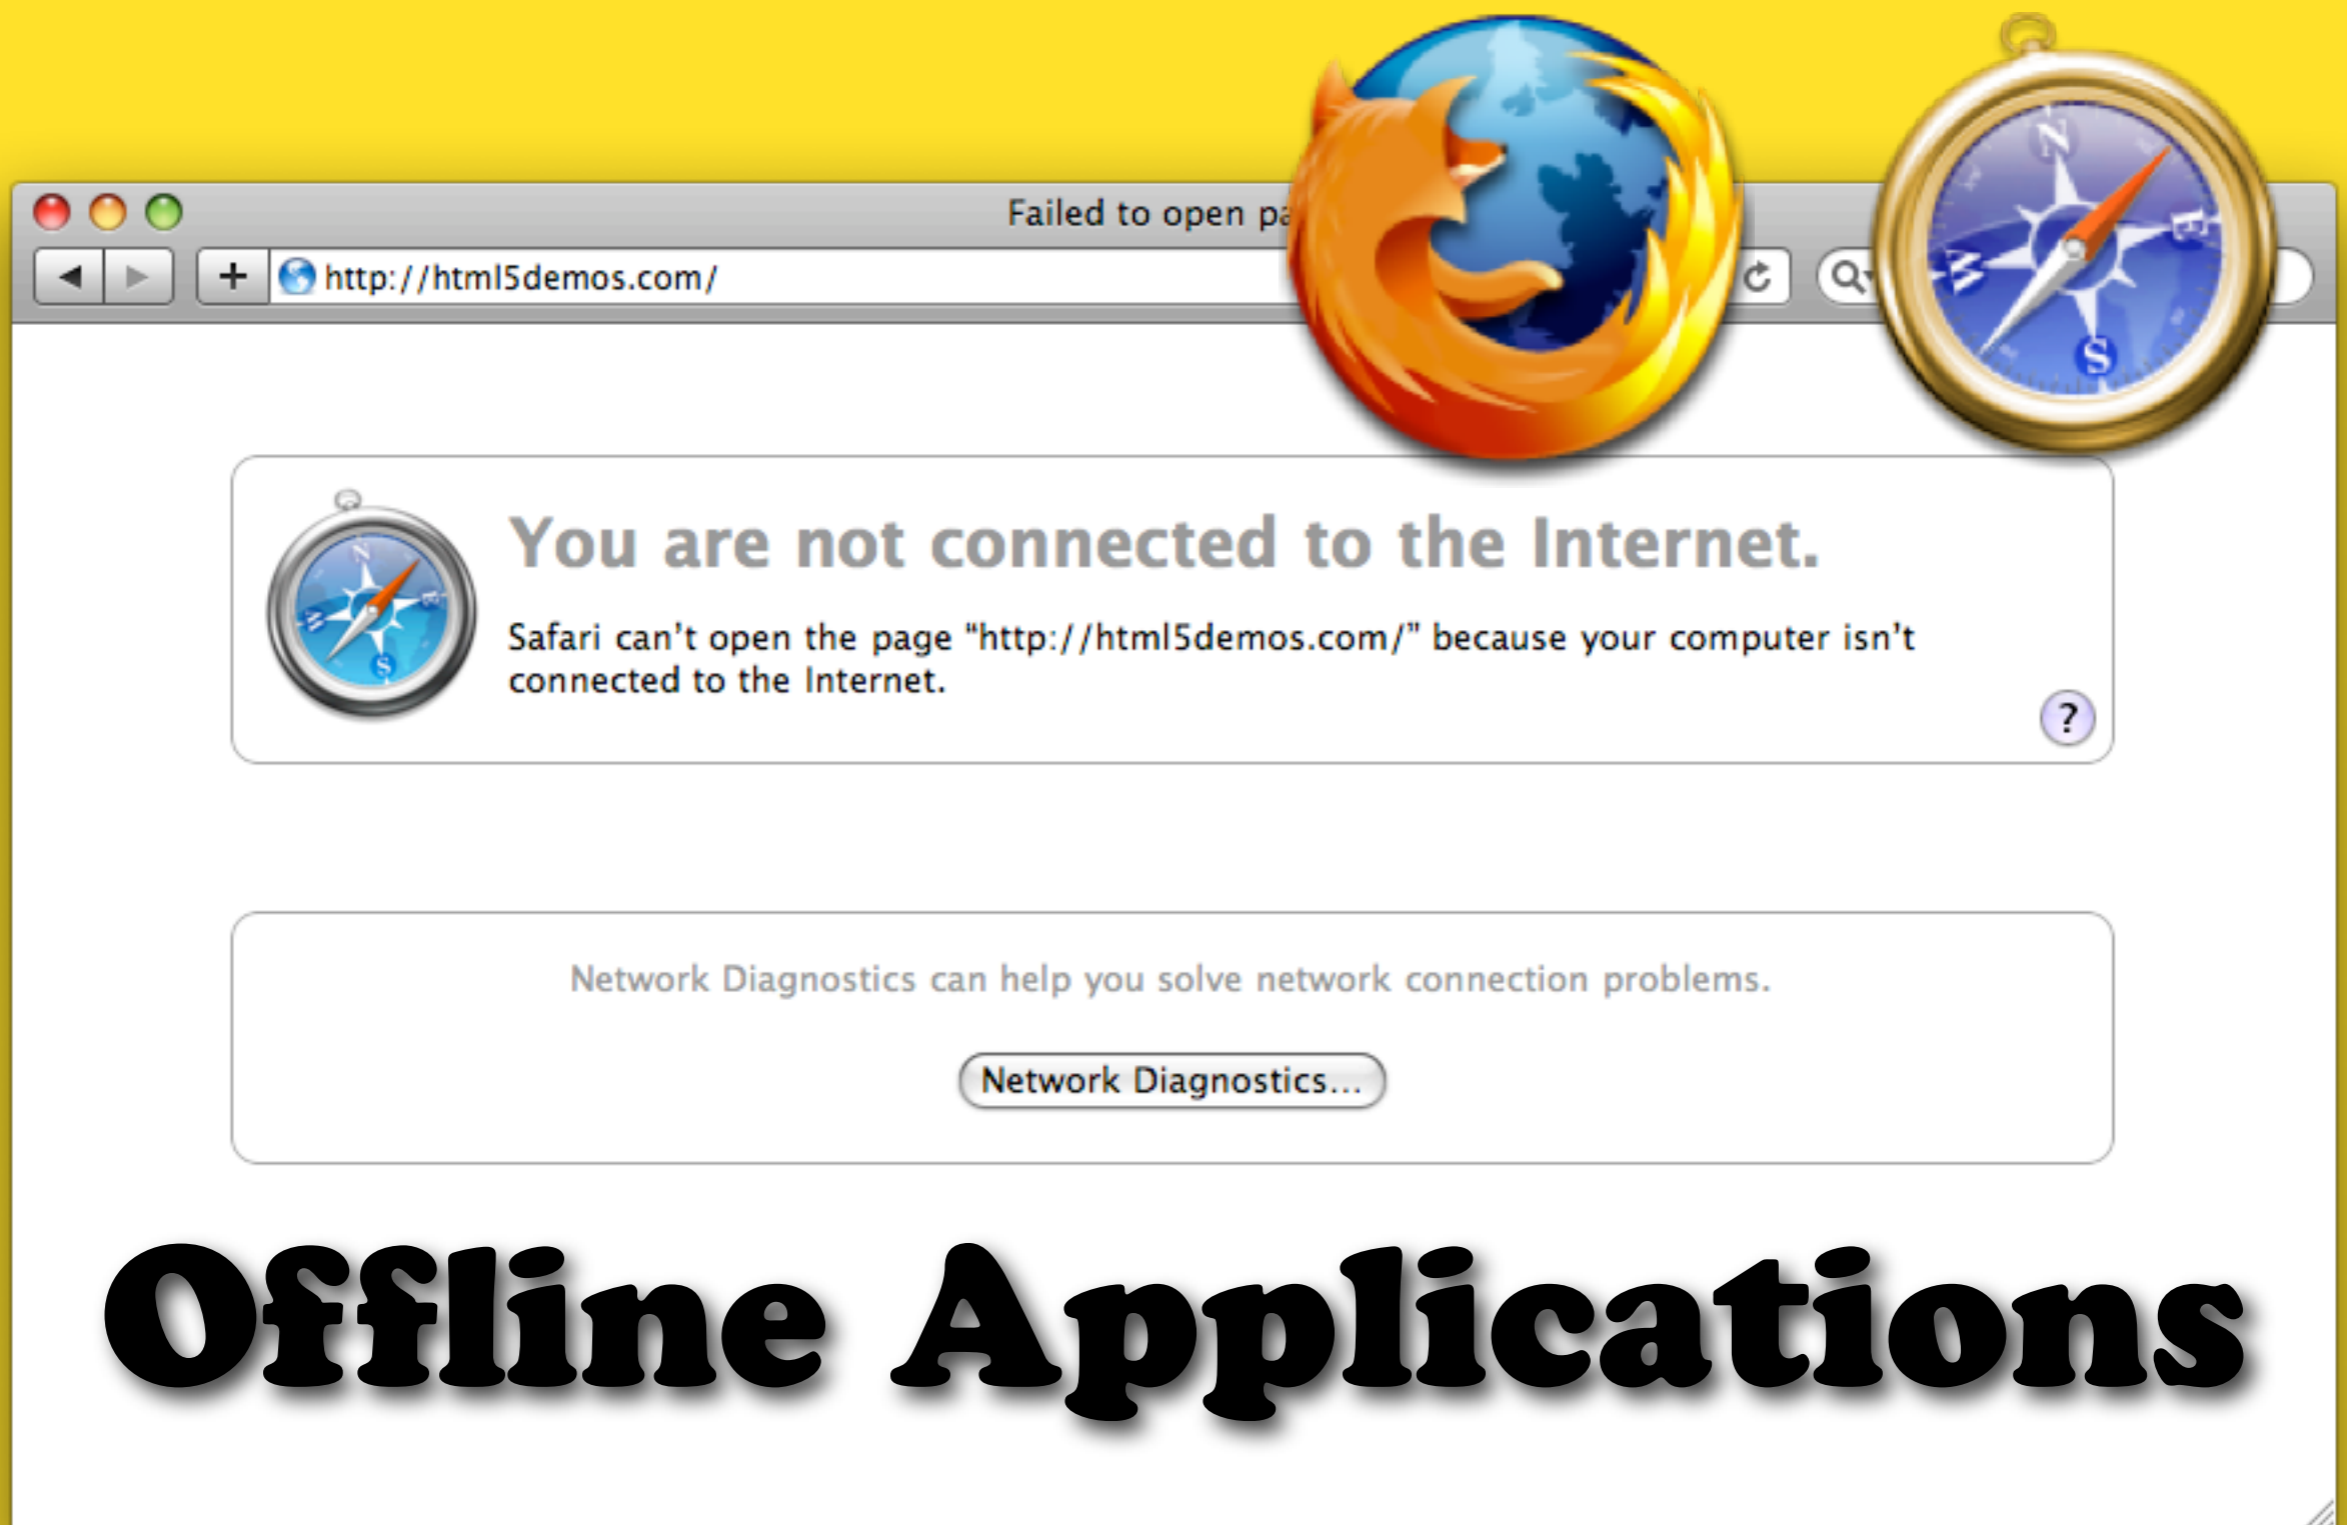 Failed to open pa
http://html5demos.com/
N
E
S
W
You are not connected to the Internet.
Safari can’t open the page “http://html5demos.com/” because your computer isn’t
connected to the Internet.
N
E
S
W
?
Network Diagnostics can help you solve network connection problems.
Network Diagnostics...
Offline Applications